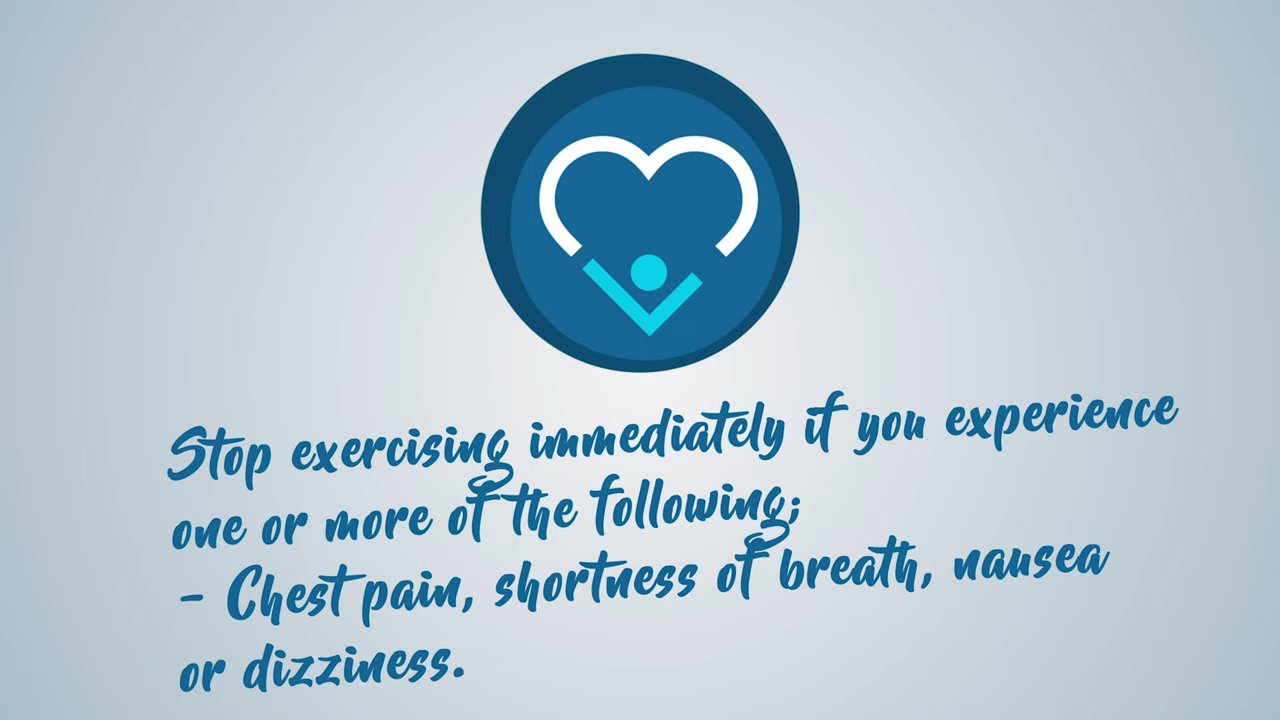 Stop exercising immediately if you experience
one or more of the following;
- Chest pain, shortness of breath, nausea
or dizziness.